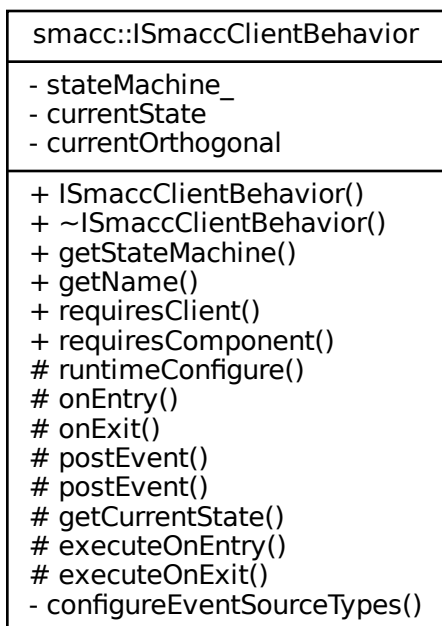 smacc::ISmaccClientBehavior
- stateMachine_
- currentState
- currentOrthogonal
+ ISmaccClientBehavior()
+ ~ISmaccClientBehavior()
+ getStateMachine()
+ getName()
+ requiresClient()
+ requiresComponent()
# runtimeConfigure()
# onEntry()
# onExit()
# postEvent()
# postEvent()
# getCurrentState()
# executeOnEntry()
# executeOnExit()
- configureEventSourceTypes()